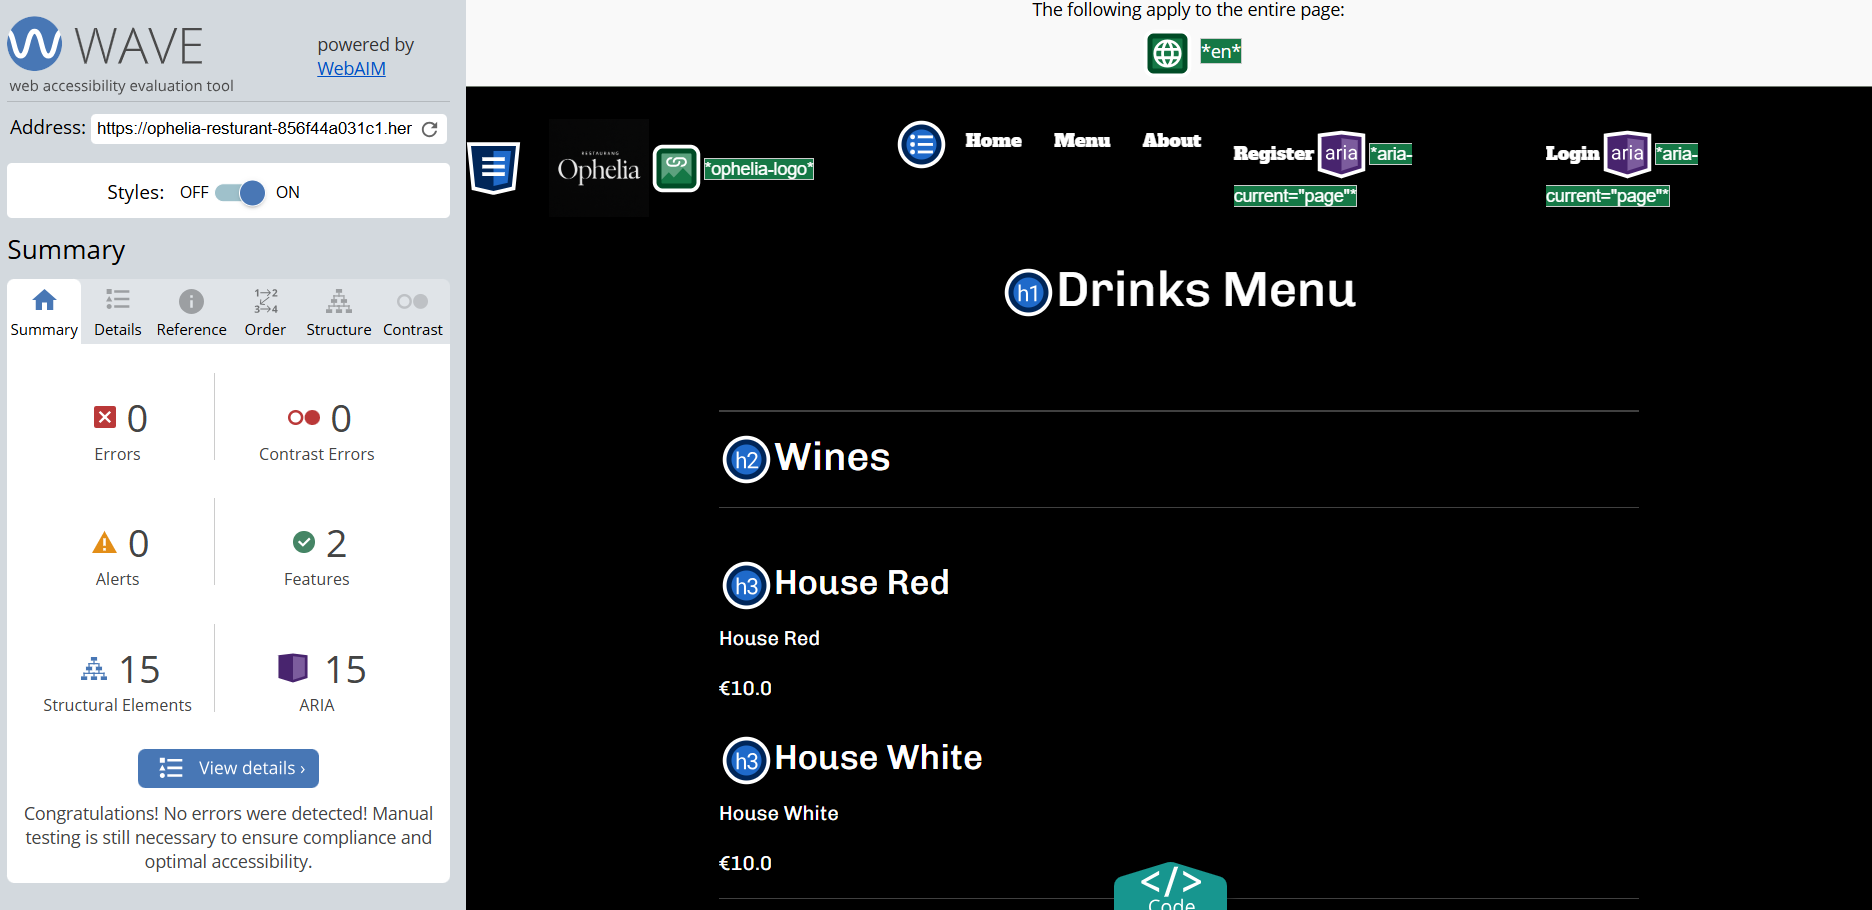 WAVE
powered by
WebAIM
web accessibility evaluation tool
Address: https://ophelia-resturant-856f44a031c1.her
Styles: OFF ON
Summary
Summary Details Reference Order Structure Contrast
1→2
3→4
0 Errors
0 Contrast Errors
0 Alerts
2 Features
15 Structural Elements
15 ARIA
View details ›
Congratulations! No errors were detected! Manual
testing is still necessary to ensure compliance and
optimal accessibility.
The following apply to the entire page:
*en*
RESTAURANG
Ophelia
*ophelia-logo*
Home Menu About
Register aria *aria-
current="page"*
Login aria *aria-
current="page"*
h1 Drinks Menu
h2 Wines
h3 House Red
House Red
€10.0
h3 House White
House White
€10.0
</>
Code